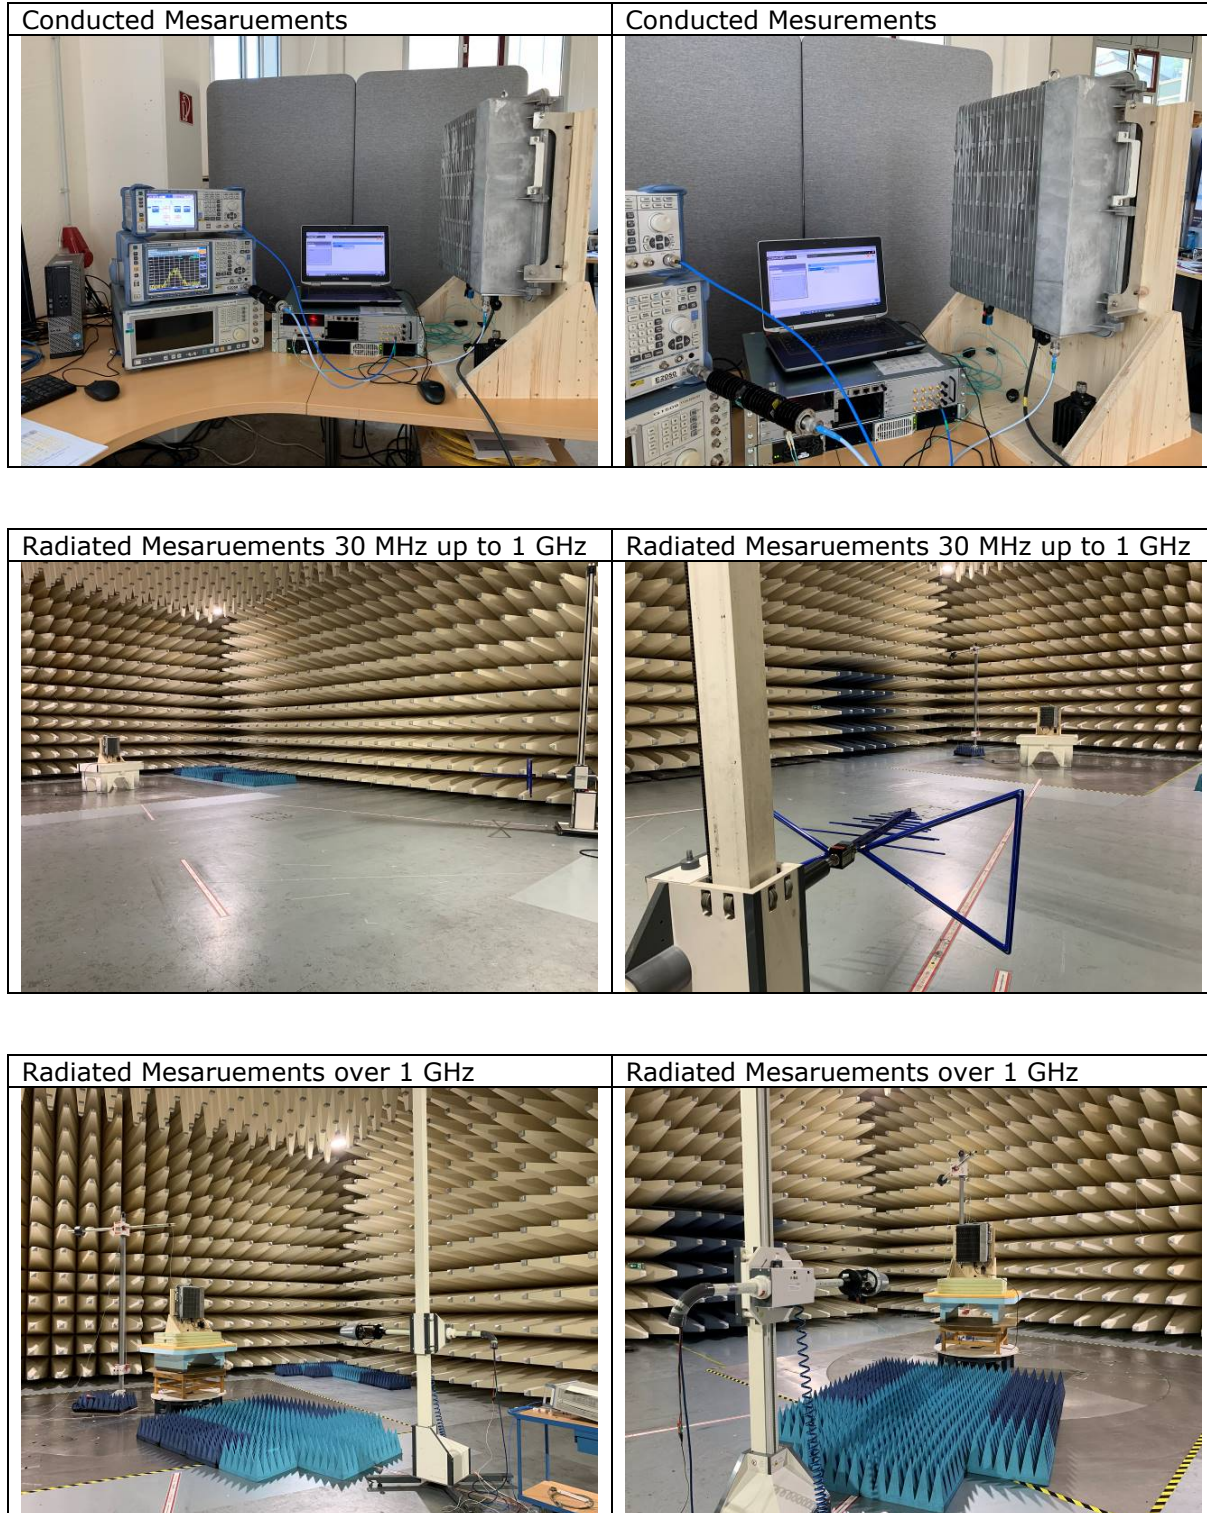 Conducted Mesaruements
Conducted Mesurements
Radiated Mesaruements 30 MHz up to 1 GHz
Radiated Mesaruements 30 MHz up to 1 GHz
Radiated Mesaruements over 1 GHz
Radiated Mesaruements over 1 GHz